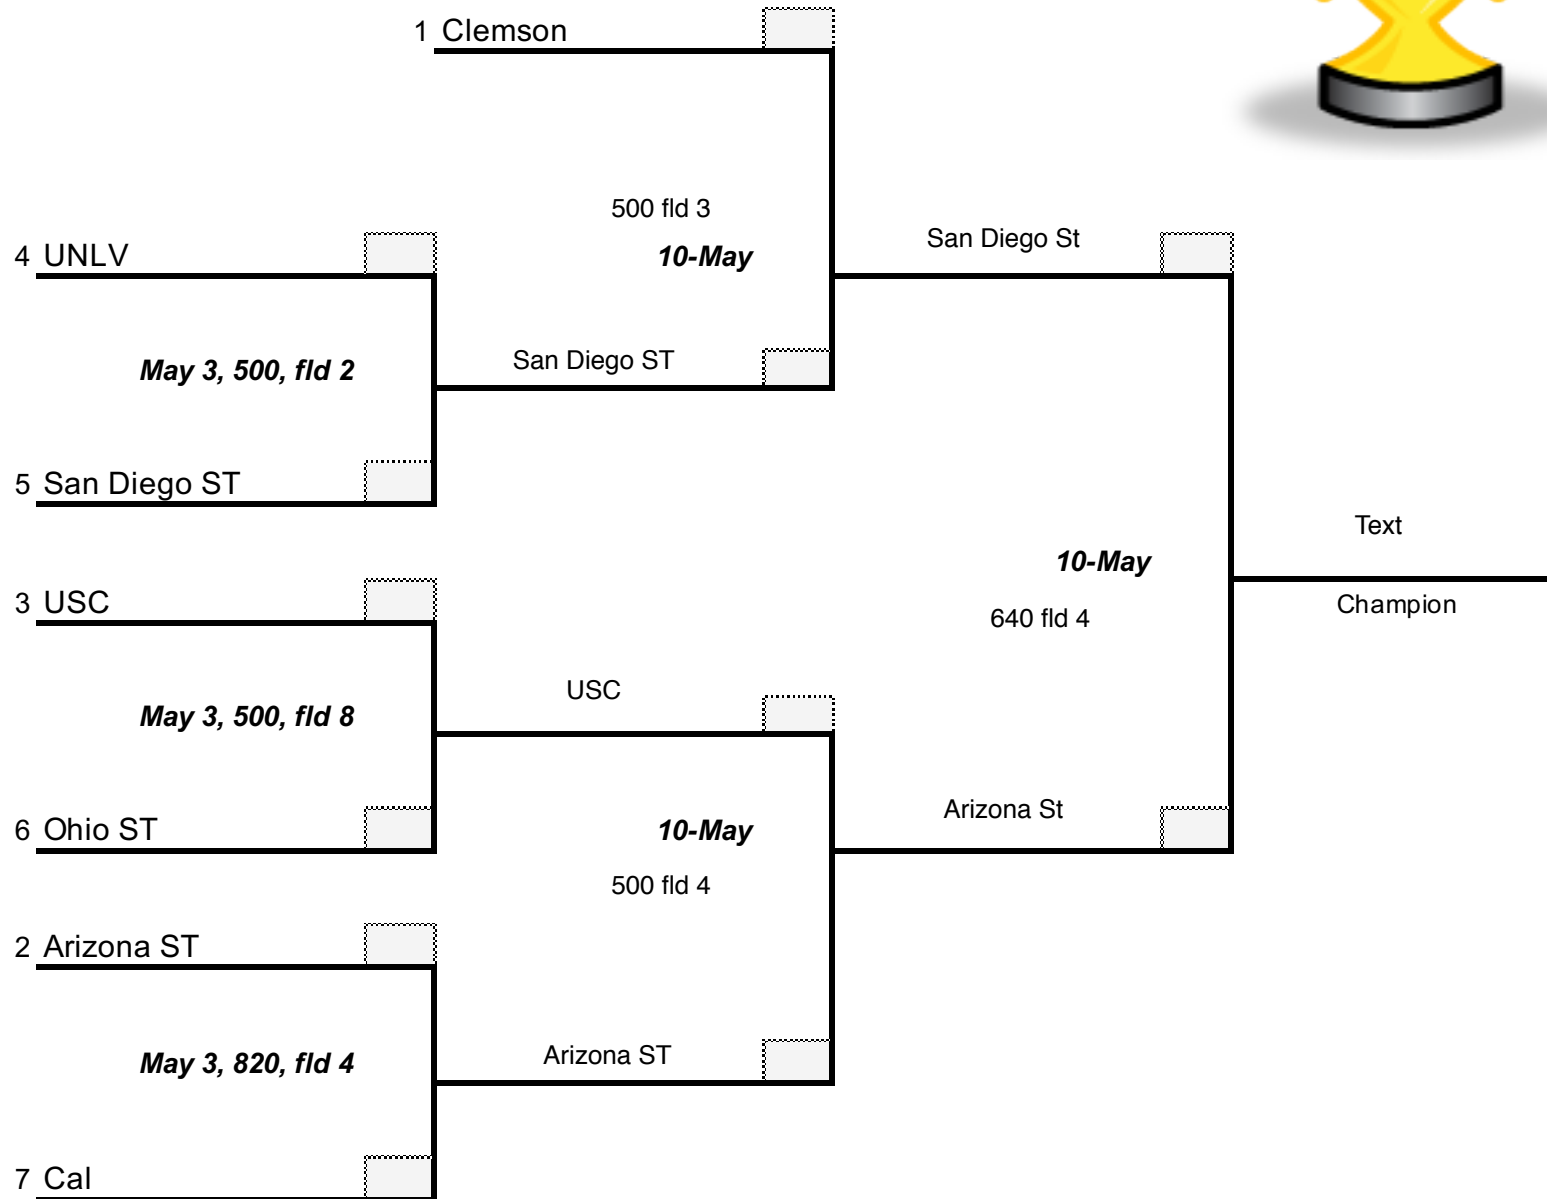 1 Clemson
500 fld 3
San Diego St
4 UNLV
10-May
May 3, 500, fld 2
San Diego ST
5 San Diego ST
Text
10-May
3 USC
Champion
640 fld 4
USC
May 3, 500, fld 8
Arizona St
6 Ohio ST
10-May
500 fld 4
2 Arizona ST
May 3, 820, fld 4
Arizona ST
7 Cal